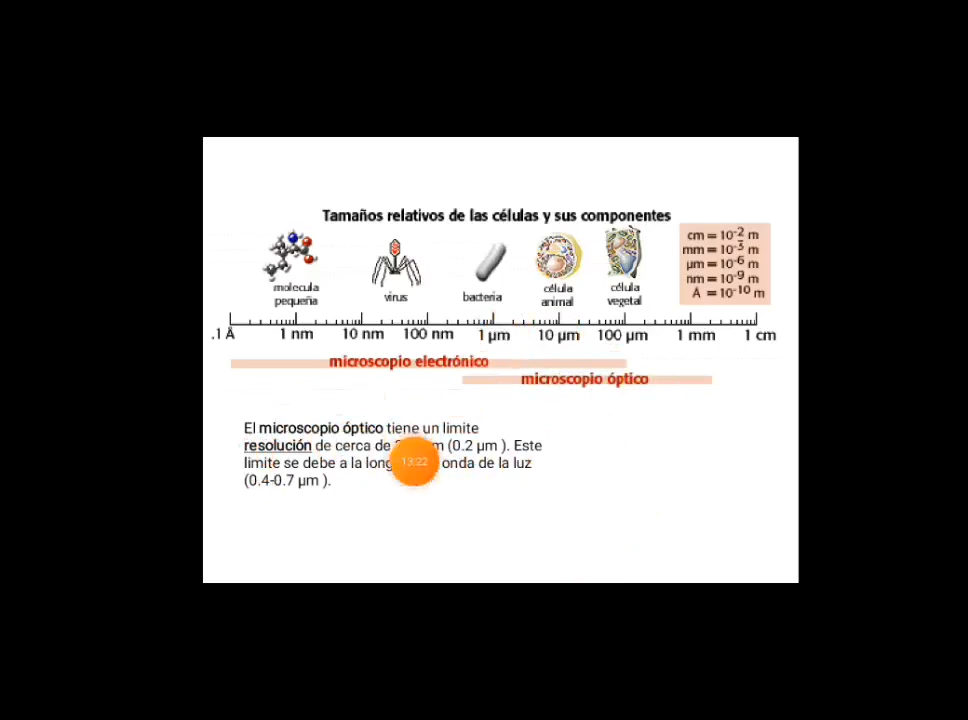 Tamaños relativos de las células y sus componentes
cm = 10-2 m
mm = 10-3 m
µm = 10-6 m
nm = 10-9 m
Å = 10-10 m
molecula
pequeña
virus
bacteria
célula
animal
célula
vegetal
.1 Å 1 nm 10 nm 100 nm 1 µm 10 µm 100 µm 1 mm 1 cm
microscopio electrónico
microscopio óptico
El microscopio óptico tiene un limite
resolución de cerca de m (0.2 µm ). Este
limite se debe a la long onda de la luz
(0.4-0.7 µm ).
13:22